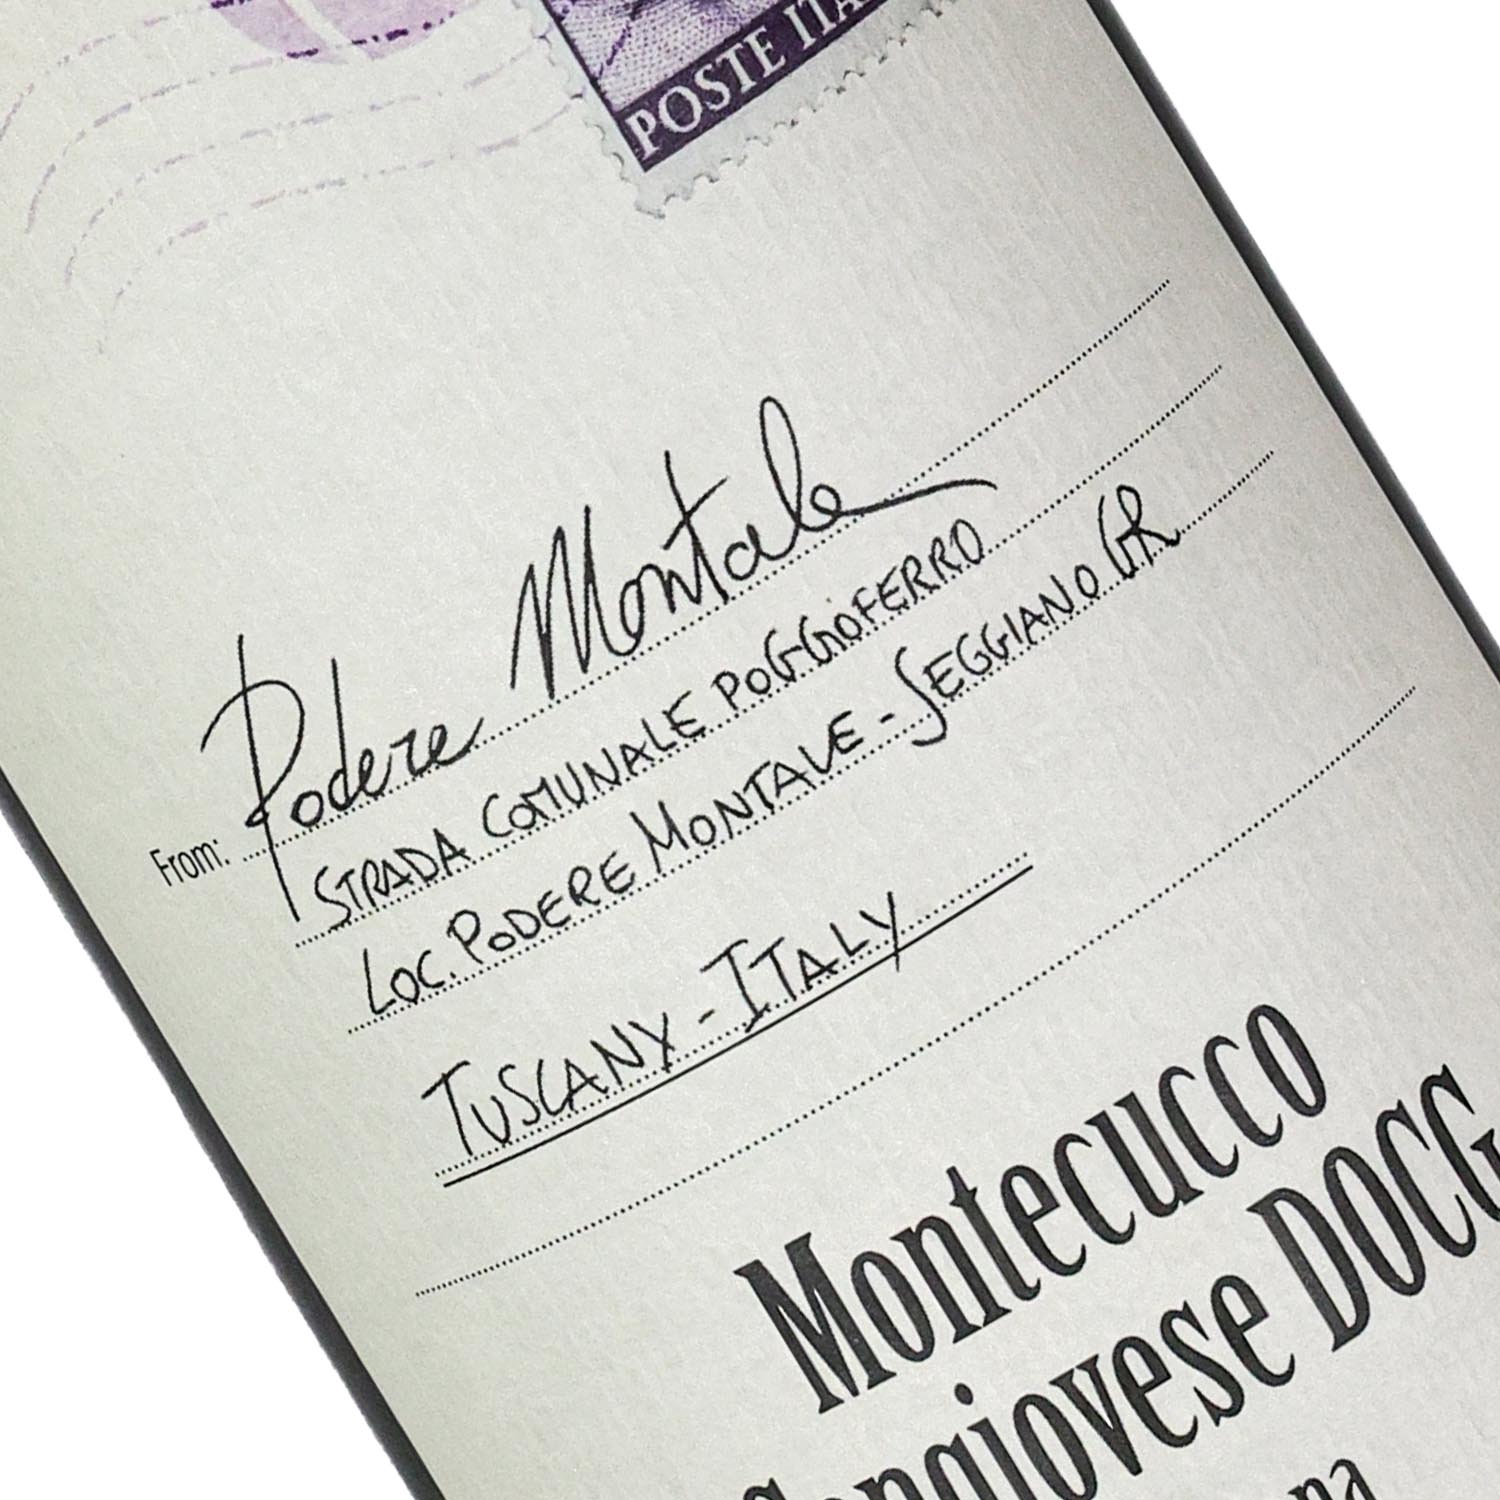 POSTE ITA
From: Podere Montale
STRADA COMUNALE POGGIOFERRO
LOC. PODERE MONTALE - SEGGIANO GR
TUSCANY - ITALY
Montecucco
Sangiovese DOCG